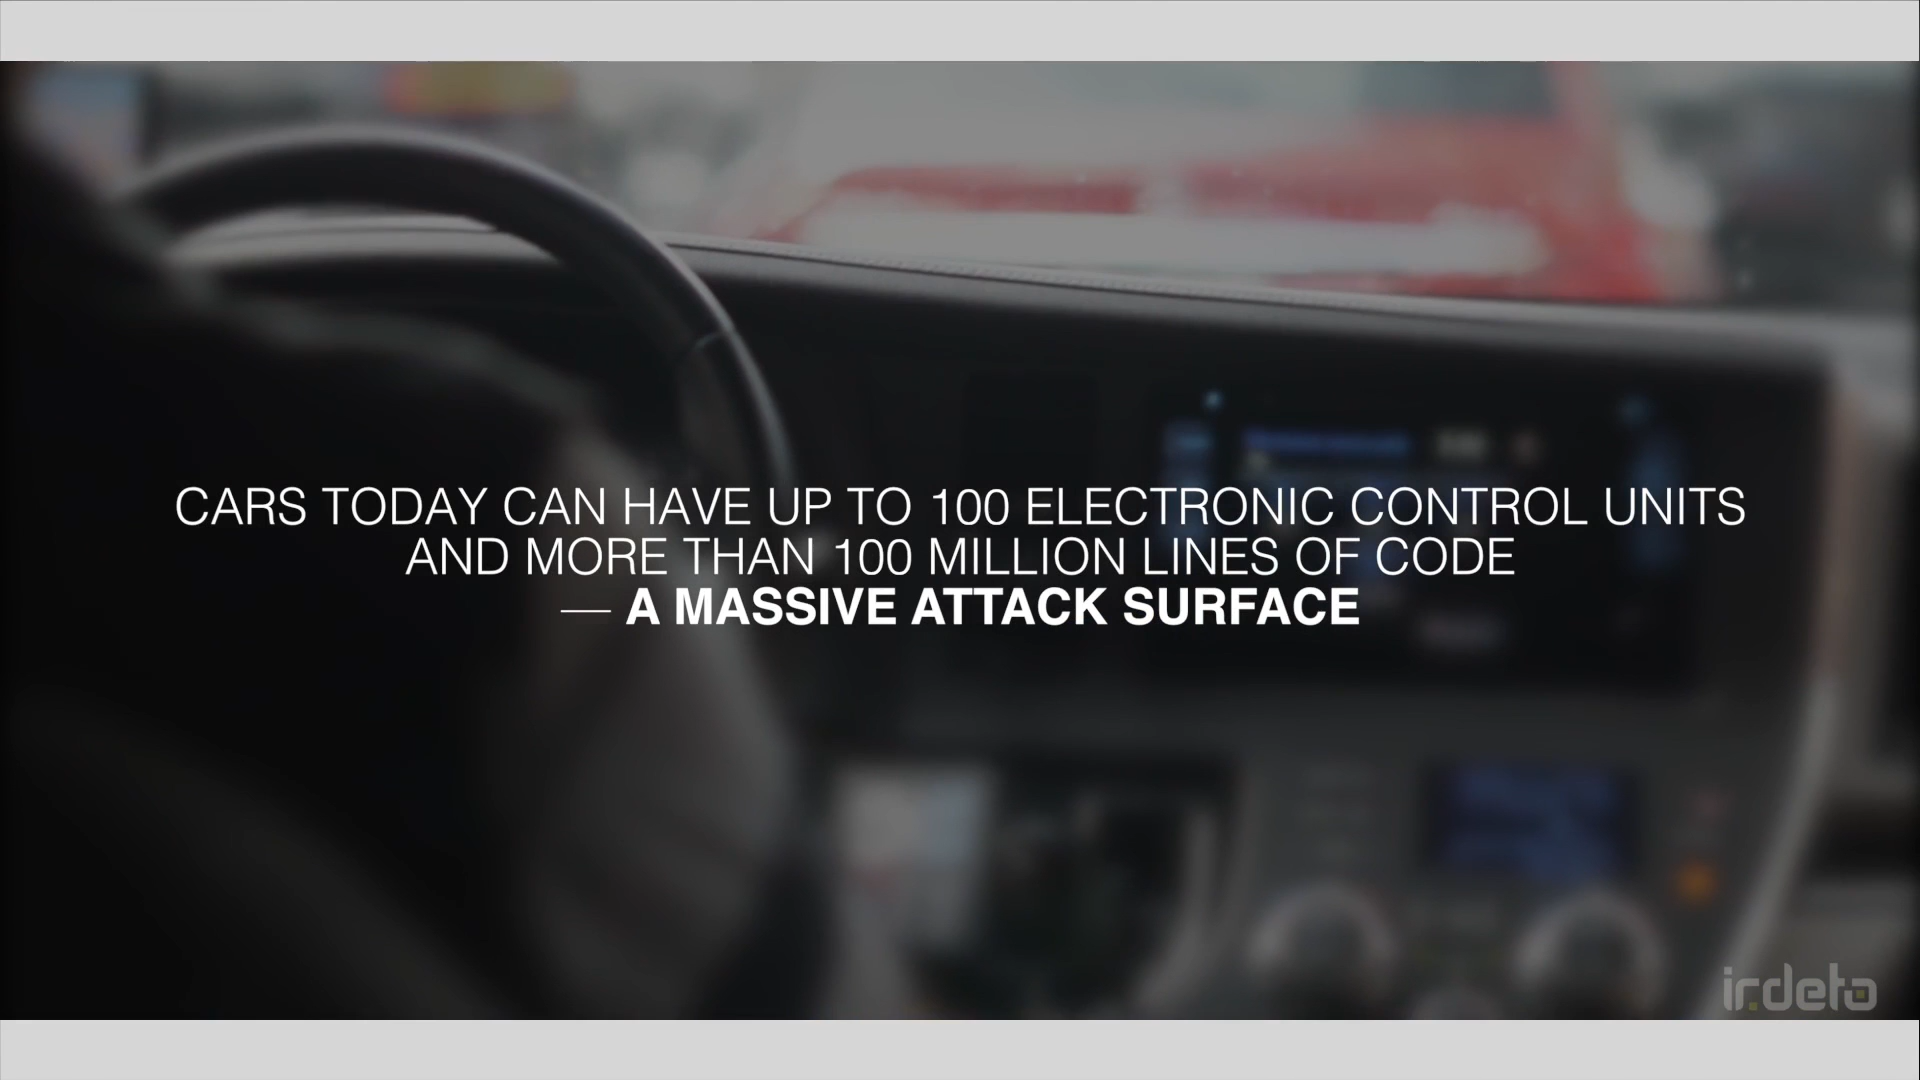 CARS TODAY CAN HAVE UP TO 100 ELECTRONIC CONTROL UNITS
AND MORE THAN 100 MILLION LINES OF CODE
— A MASSIVE ATTACK SURFACE
irdeto